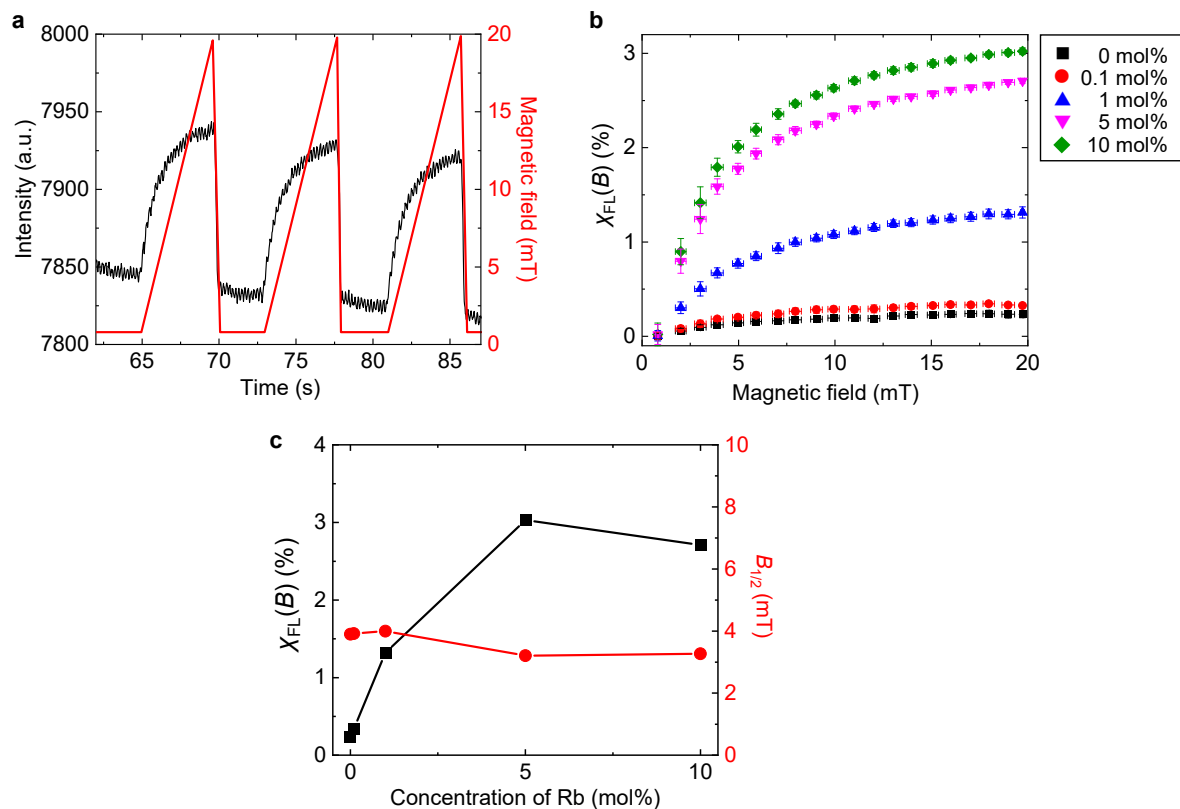 a
8000
7950
7900
7850
7800
Intensity (a.u.)
65 70 75 80 85
Time (s)
20
15
10
5
0
Magnetic field (mT)
b
3
2
1
0
χFL(B) (%)
0 5 10 15 20
Magnetic field (mT)
0 mol%
0.1 mol%
1 mol%
5 mol%
10 mol%
c
4
3
2
1
0
χFL(B) (%)
0 5 10
Concentration of Rb (mol%)
10
8
6
4
2
0
B1/2 (mT)